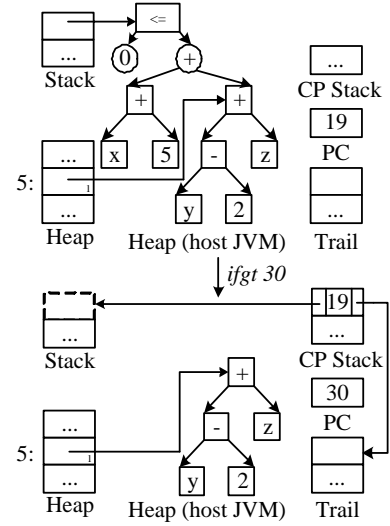 <=
...
0
+
Stack
...
CP Stack
+
+
19
PC
...
x
5
-
z
5:
1
...
y
2
Heap
Heap (host JVM)
Trail
ifgt 30
19
...
Stack
...
CP Stack
+
30
PC
...
-
z
5:
1
...
y
2
Heap
Heap (host JVM)
Trail